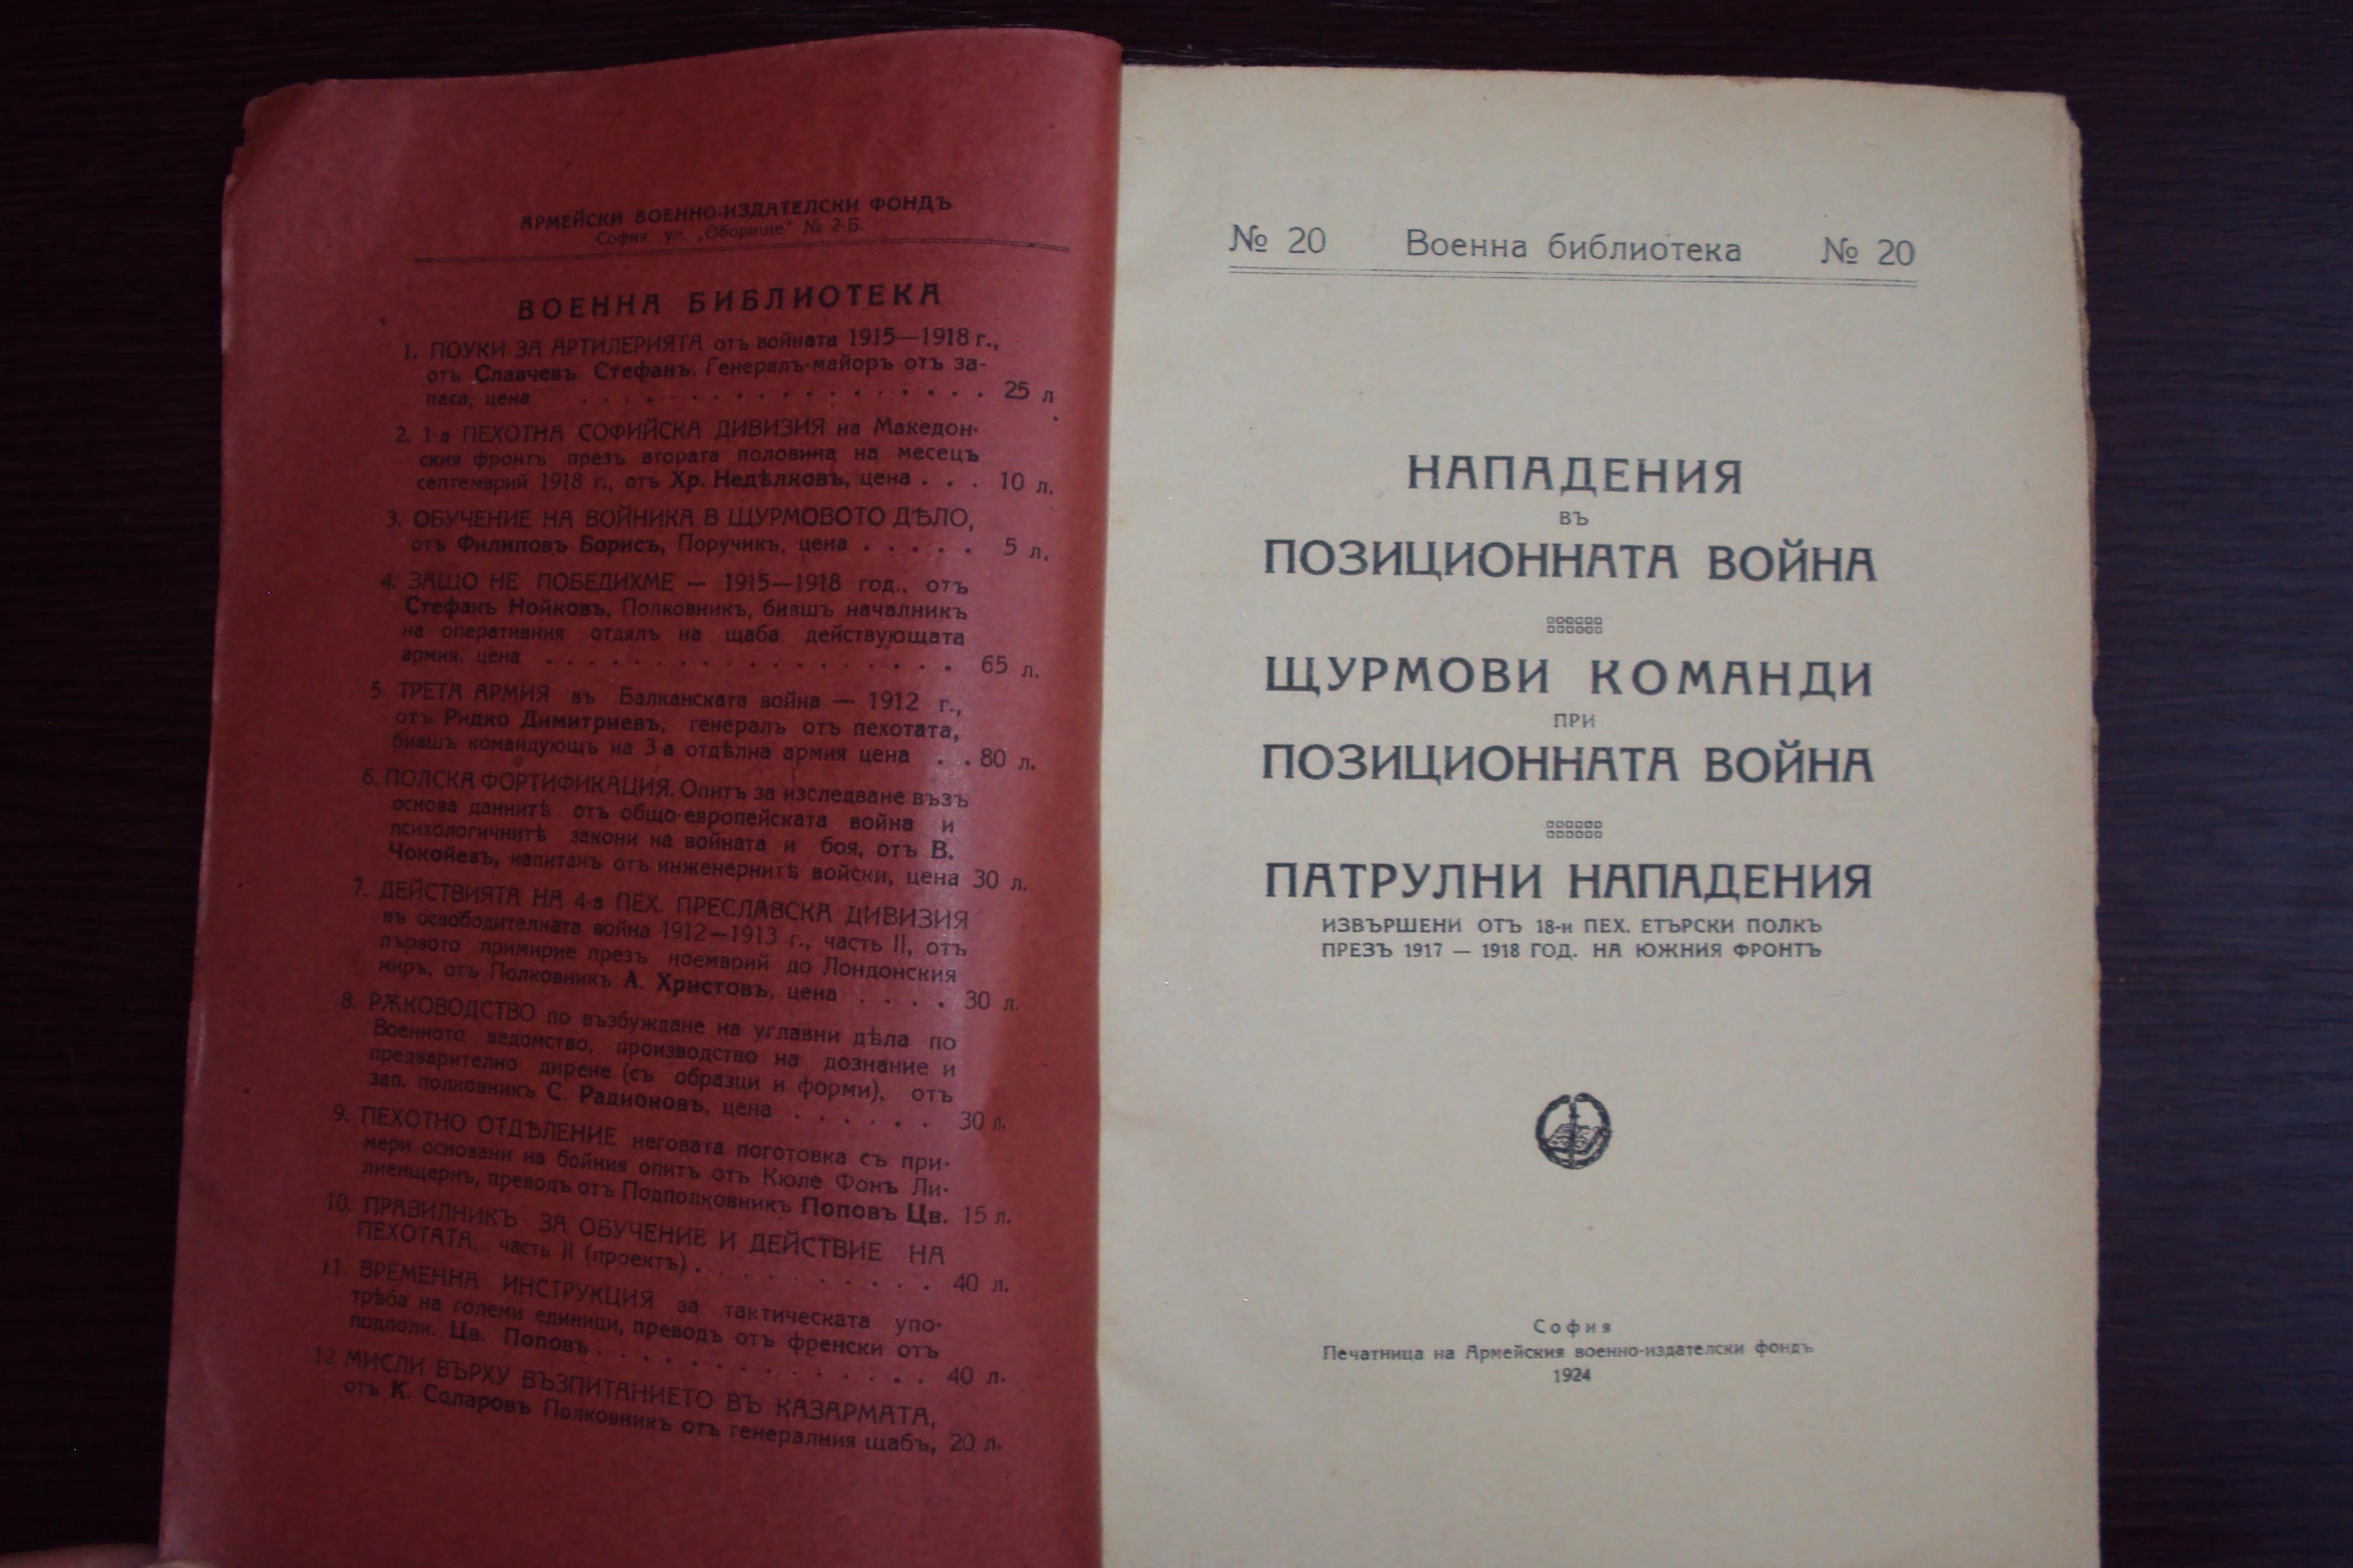 АРМЕЙСКИ ВОЕННО-ИЗДАТЕЛСКИ ФОНДЪ
София, ул. „Оборище“ № 2-Б.
ВОЕННА БИБЛИОТЕКА
1. ПОУКИ ЗА АРТИЛЕРИЯТА отъ войната 1915—1918 г.,
отъ Славчевъ Стефанъ. Генералъ-майоръ отъ за-
паса, цена . . . . . . . . . . . . . . . . . 25 л.
2. 1-а ПЕХОТНА СОФИЙСКА ДИВИЗИЯ на Македон-
ския фронтъ презъ втората половина на месецъ
септемврий 1918 г., отъ Хр. Недѣлковъ, цена . . . 10 л.
3. ОБУЧЕНИЕ НА ВОЙНИКА В ЩУРМОВОТО ДѢЛО,
отъ Филиповъ Борисъ, Поручикъ, цена . . . . . 5 л.
4. ЗАЩО НЕ ПОБЕДИХМЕ — 1915—1918 год., отъ
Стефанъ Нойковъ, Полковникъ, бившъ началникъ
на оперативния отдялъ на щаба действующата
армия. цена . . . . . . . . . . . . . . . . . 65 л.
5. ТРЕТА АРМИЯ въ Балканската война — 1912 г.,
отъ Ридко Димитриевъ, генералъ отъ пехотата,
бившъ командующъ на 3 а отдѣлна армия цена . . 80 л.
6. ПОЛСКА ФОРТИФИКАЦИЯ. Опитъ за изследване възъ
основа даннитѣ отъ общо-европейската война и
психологичнитѣ закони на войната и боя, отъ В.
Чокойевъ, капитанъ отъ инженернитѣ войски, цена 30 л.
7. ДЕЙСТВИЯТА НА 4-а ПЕХ. ПРЕСЛАВСКА ДИВИЗИЯ
въ освободителната война 1912—1913 г., часть II, отъ
първото примирие презъ ноемврий до Лондонския
миръ, отъ Полковникъ А. Христовъ, цена . . . . 30 л.
8. РѪКОВОДСТВО по възбуждане на углавни дѣла по
Военното ведомство, производство на дознание и
предварително дирене (съ образци и форми), отъ
зап. полковникъ С. Радионовъ, цена . . . . . . 30 л.
9. ПЕХОТНО ОТДѢЛЕНИЕ неговата поготовка съ при-
мери основани на бойния опитъ отъ Кюле Фонъ Ли-
лиенщернъ, преводъ отъ Подполковникъ Поповъ Цв. 15 л.
10. ПРАВИЛНИКЪ ЗА ОБУЧЕНИЕ И ДЕЙСТВИЕ НА
ПЕХОТАТА, часть II (проектъ) . . . . . . . . . 40 л.
11. ВРЕМЕННА ИНСТРУКЦИЯ за тактическата упо-
трѣба на големи единици, преводъ отъ френски отъ
подполк. Цв. Поповъ . . . . . . . . . . . . . 40 л.
12 МИСЛИ ВЪРХУ ВЪЗПИТАНИЕТО ВЪ КАЗАРМАТА,
отъ К. Соларовъ Полковникъ отъ генералния щабъ, 20 л.
№ 20 Военна библиотека № 20
НАПАДЕНИЯ
ВЪ
ПОЗИЦИОННАТА ВОЙНА
ЩУРМОВИ КОМАНДИ
ПРИ
ПОЗИЦИОННАТА ВОЙНА
ПАТРУЛНИ НАПАДЕНИЯ
ИЗВЪРШЕНИ ОТЪ 18-и ПЕХ. ЕТЪРСКИ ПОЛКЪ
ПРЕЗЪ 1917 — 1918 ГОД. НА ЮЖНИЯ ФРОНТЪ
София
Печатница на Армейския военно-издателски фондъ
1924